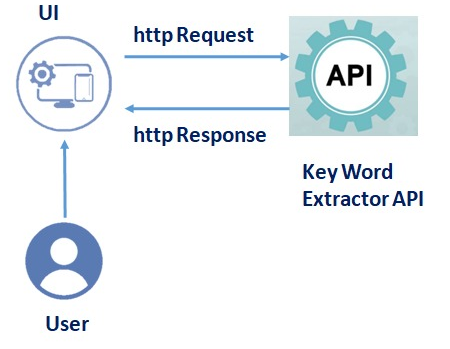 UI
http Request
API
http Response
Key Word
Extractor API
User